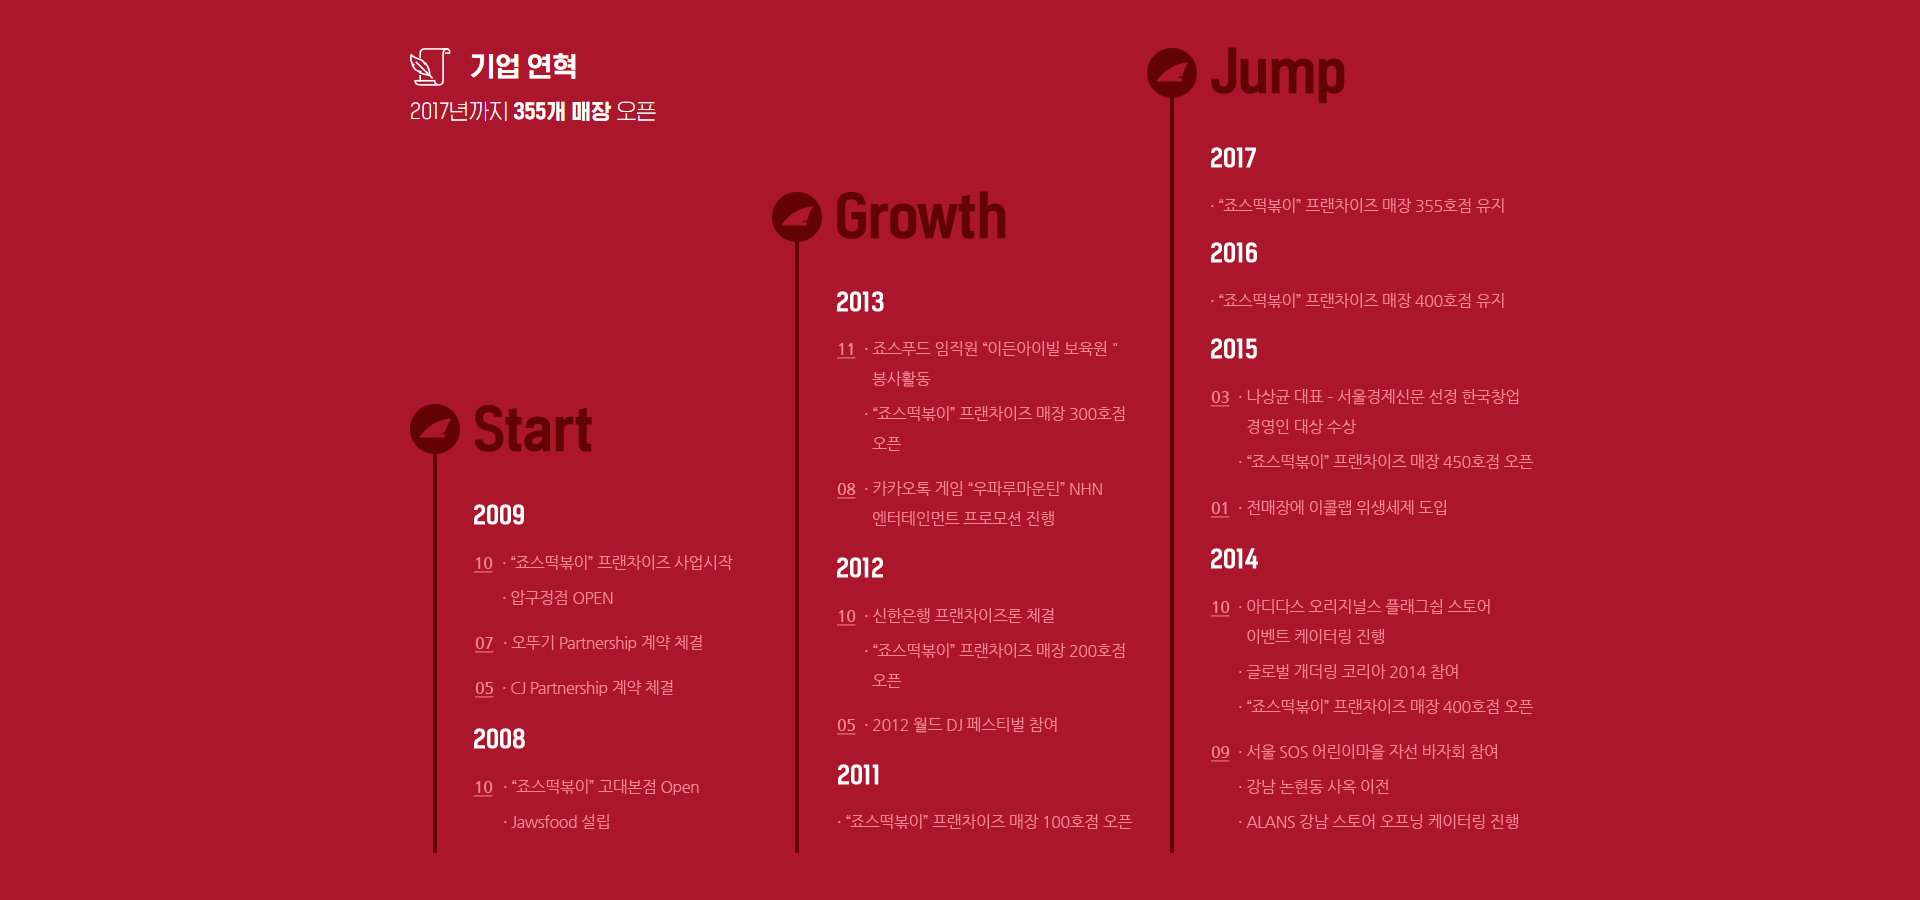 기업 연혁
2017년까지 355개 매장 오픈
Start
2009
10 · “죠스떡볶이” 프랜차이즈 사업시작
· 압구정점 OPEN
07 · 오뚜기 Partnership 계약 체결
05 · CJ Partnership 계약 체결
2008
10 · “죠스떡볶이” 고대본점 Open
· Jawsfood 설립
Growth
2013
11 · 죠스푸드 임직원 “이든아이빌 보육원 "
봉사활동
· “죠스떡볶이” 프랜차이즈 매장 300호점
오픈
08 · 카카오톡 게임 “우파루마운틴” NHN
엔터테인먼트 프로모션 진행
2012
10 · 신한은행 프랜차이즈론 체결
· “죠스떡볶이” 프랜차이즈 매장 200호점
오픈
05 · 2012 월드 DJ 페스티벌 참여
2011
· “죠스떡볶이” 프랜차이즈 매장 100호점 오픈
Jump
2017
· “죠스떡볶이” 프랜차이즈 매장 355호점 유지
2016
· “죠스떡볶이” 프랜차이즈 매장 400호점 유지
2015
03 · 나상균 대표 - 서울경제신문 선정 한국창업
경영인 대상 수상
· “죠스떡볶이” 프랜차이즈 매장 450호점 오픈
01 · 전매장에 이콜랩 위생세제 도입
2014
10 · 아디다스 오리지널스 플래그쉽 스토어
이벤트 케이터링 진행
· 글로벌 개더링 코리아 2014 참여
· “죠스떡볶이” 프랜차이즈 매장 400호점 오픈
09 · 서울 SOS 어린이마을 자선 바자회 참여
· 강남 논현동 사옥 이전
· ALANS 강남 스토어 오프닝 케이터링 진행